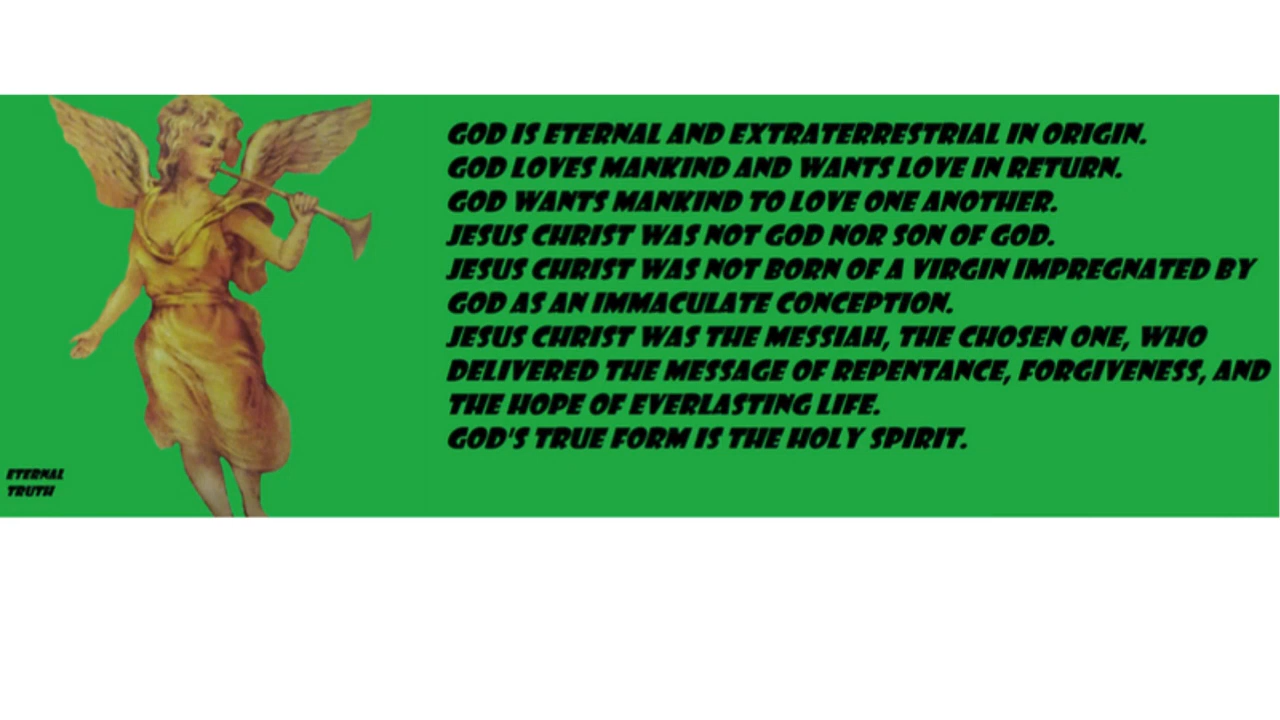 GOD IS ETERNAL AND EXTRATERRESTRIAL IN ORIGIN.
GOD LOVES MANKIND AND WANTS LOVE IN RETURN.
GOD WANTS MANKIND TO LOVE ONE ANOTHER.
JESUS CHRIST WAS NOT GOD NOR SON OF GOD.
JESUS CHRIST WAS NOT BORN OF A VIRGIN IMPREGNATED BY
GOD AS AN IMMACULATE CONCEPTION.
JESUS CHRIST WAS THE MESSIAH, THE CHOSEN ONE, WHO
DELIVERED THE MESSAGE OF REPENTANCE, FORGIVENESS, AND
THE HOPE OF EVERLASTING LIFE.
GOD'S TRUE FORM IS THE HOLY SPIRIT.
ETERNAL
TRUTH